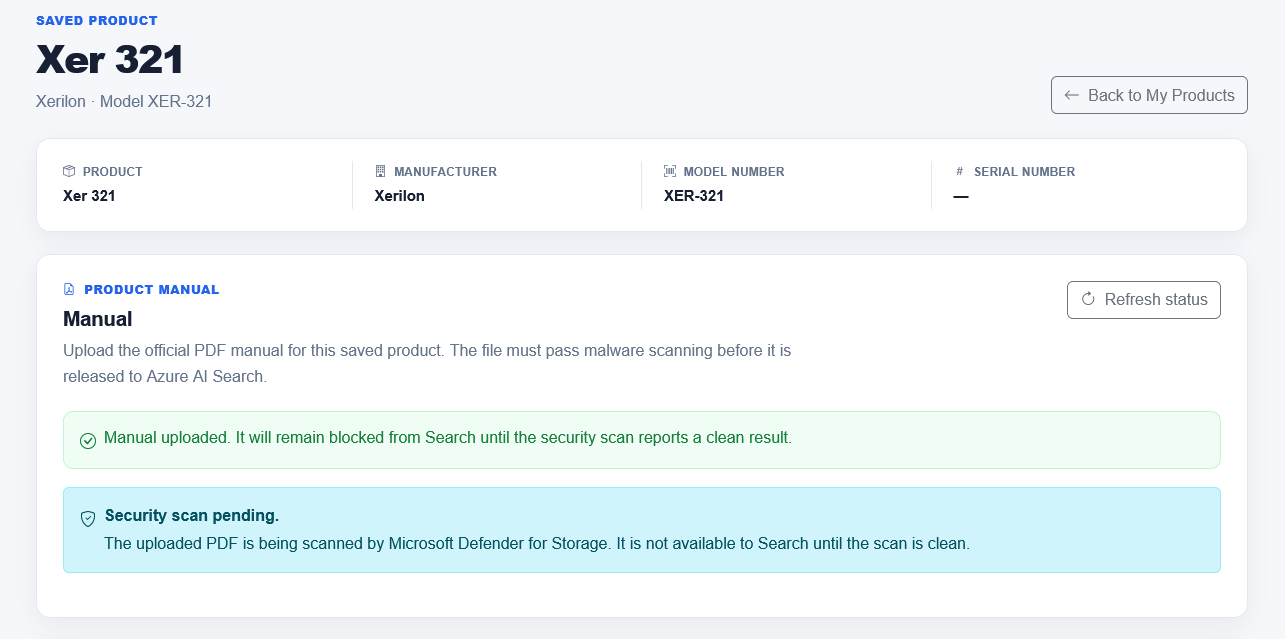 SAVED PRODUCT
Xer 321
Xerilon · Model XER-321
← Back to My Products
PRODUCT
Xer 321
MANUFACTURER
Xerilon
MODEL NUMBER
XER-321
# SERIAL NUMBER
—
PRODUCT MANUAL
Manual
Refresh status
Upload the official PDF manual for this saved product. The file must pass malware scanning before it is
released to Azure AI Search.
Manual uploaded. It will remain blocked from Search until the security scan reports a clean result.
Security scan pending.
The uploaded PDF is being scanned by Microsoft Defender for Storage. It is not available to Search until the scan is clean.